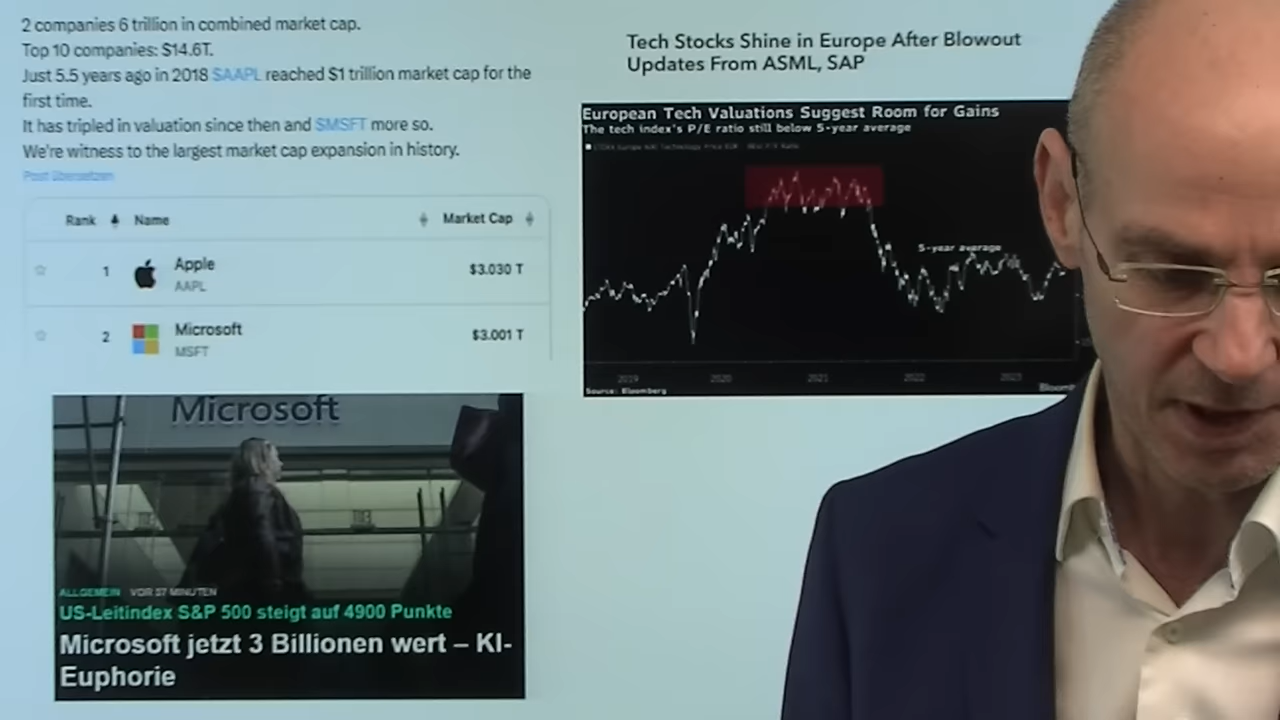 2 companies 6 trillion in combined market cap.
Top 10 companies: $14.6T.
Just 5.5 years ago in 2018 $AAPL reached $1 trillion market cap for the
first time.
It has tripled in valuation since then and $MSFT more so.
We're witness to the largest market cap expansion in history.
Post übersetzen
Rank Name Market Cap
1 Apple $3.030 T
AAPL
2 Microsoft $3.001 T
MSFT
Microsoft
ALLGEMEIN VOR 57 MINUTEN
US-Leitindex S&P 500 steigt auf 4900 Punkte
Microsoft jetzt 3 Billionen wert – KI-
Euphorie
Tech Stocks Shine in Europe After Blowout
Updates From ASML, SAP
European Tech Valuations Suggest Room for Gains
The tech index's P/E ratio still below 5-year average
5-year average
2019 2020 2021 2022 2023
Source: Bloomberg